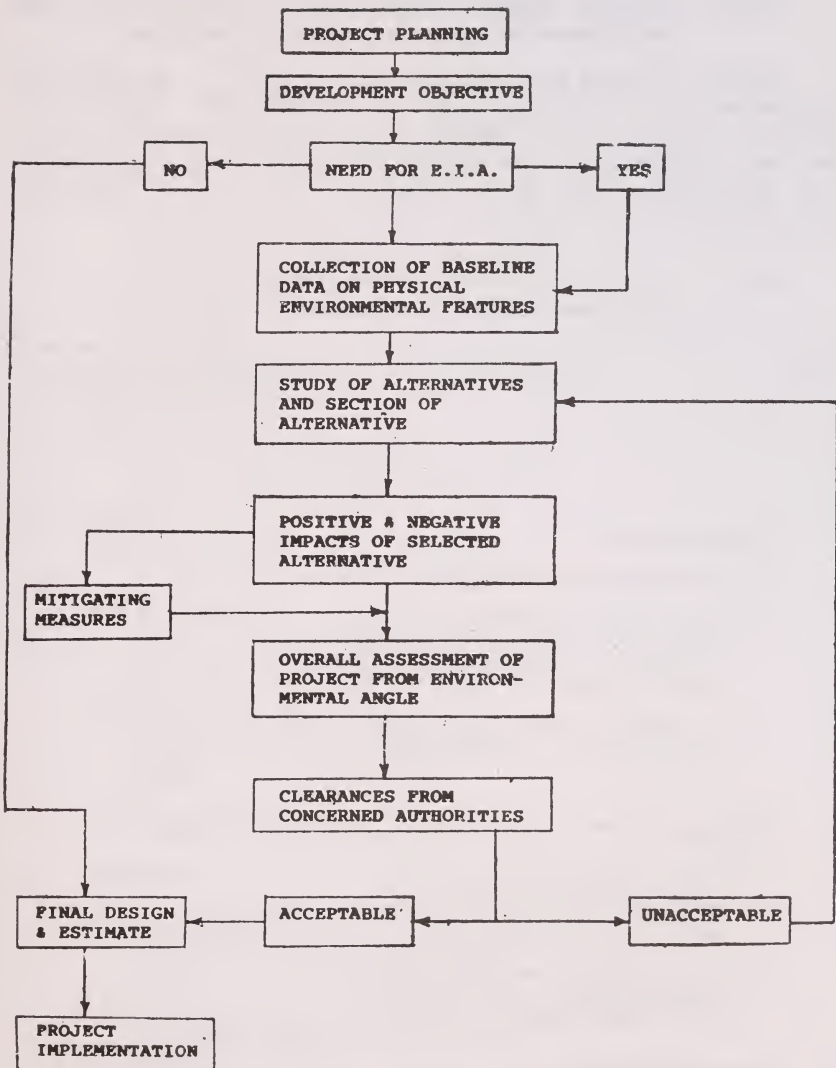 PROJECT PLANNING
DEVELOPMENT OBJECTIVE
NO
NEED FOR E.I.A.
YES
COLLECTION OF BASELINE
DATA ON PHYSICAL
ENVIRONMENTAL FEATURES
STUDY OF ALTERNATIVES
AND SECTION OF
ALTERNATIVE
POSITIVE & NEGATIVE
IMPACTS OF SELECTED
ALTERNATIVE
MITIGATING
MEASURES
OVERALL ASSESSMENT OF
PROJECT FROM ENVIRON-
MENTAL ANGLE
CLEARANCES FROM
CONCERNED AUTHORITIES
FINAL DESIGN
& ESTIMATE
ACCEPTABLE
UNACCEPTABLE
PROJECT
IMPLEMENTATION